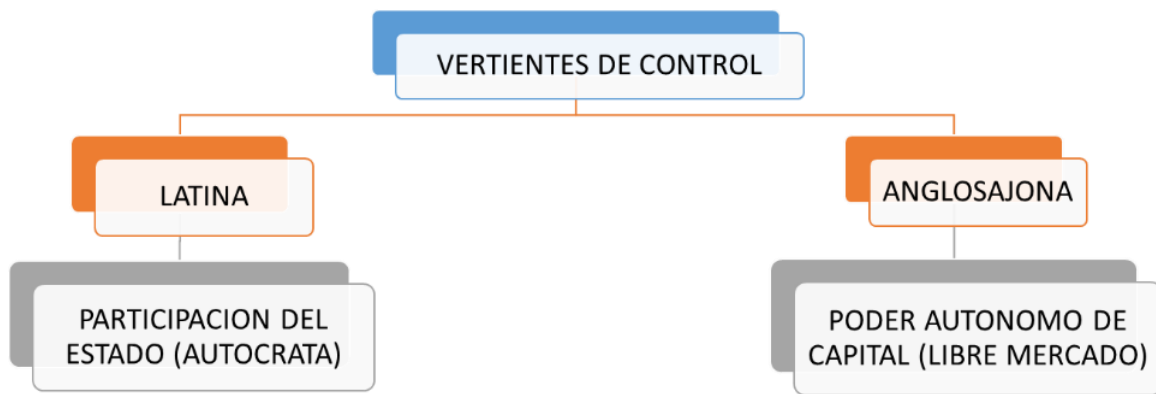 VERTIENTES DE CONTROL
LATINA
ANGLOSAJONA
PARTICIPACION DEL
ESTADO (AUTOCRATA)
PODER AUTONOMO DE
CAPITAL (LIBRE MERCADO)